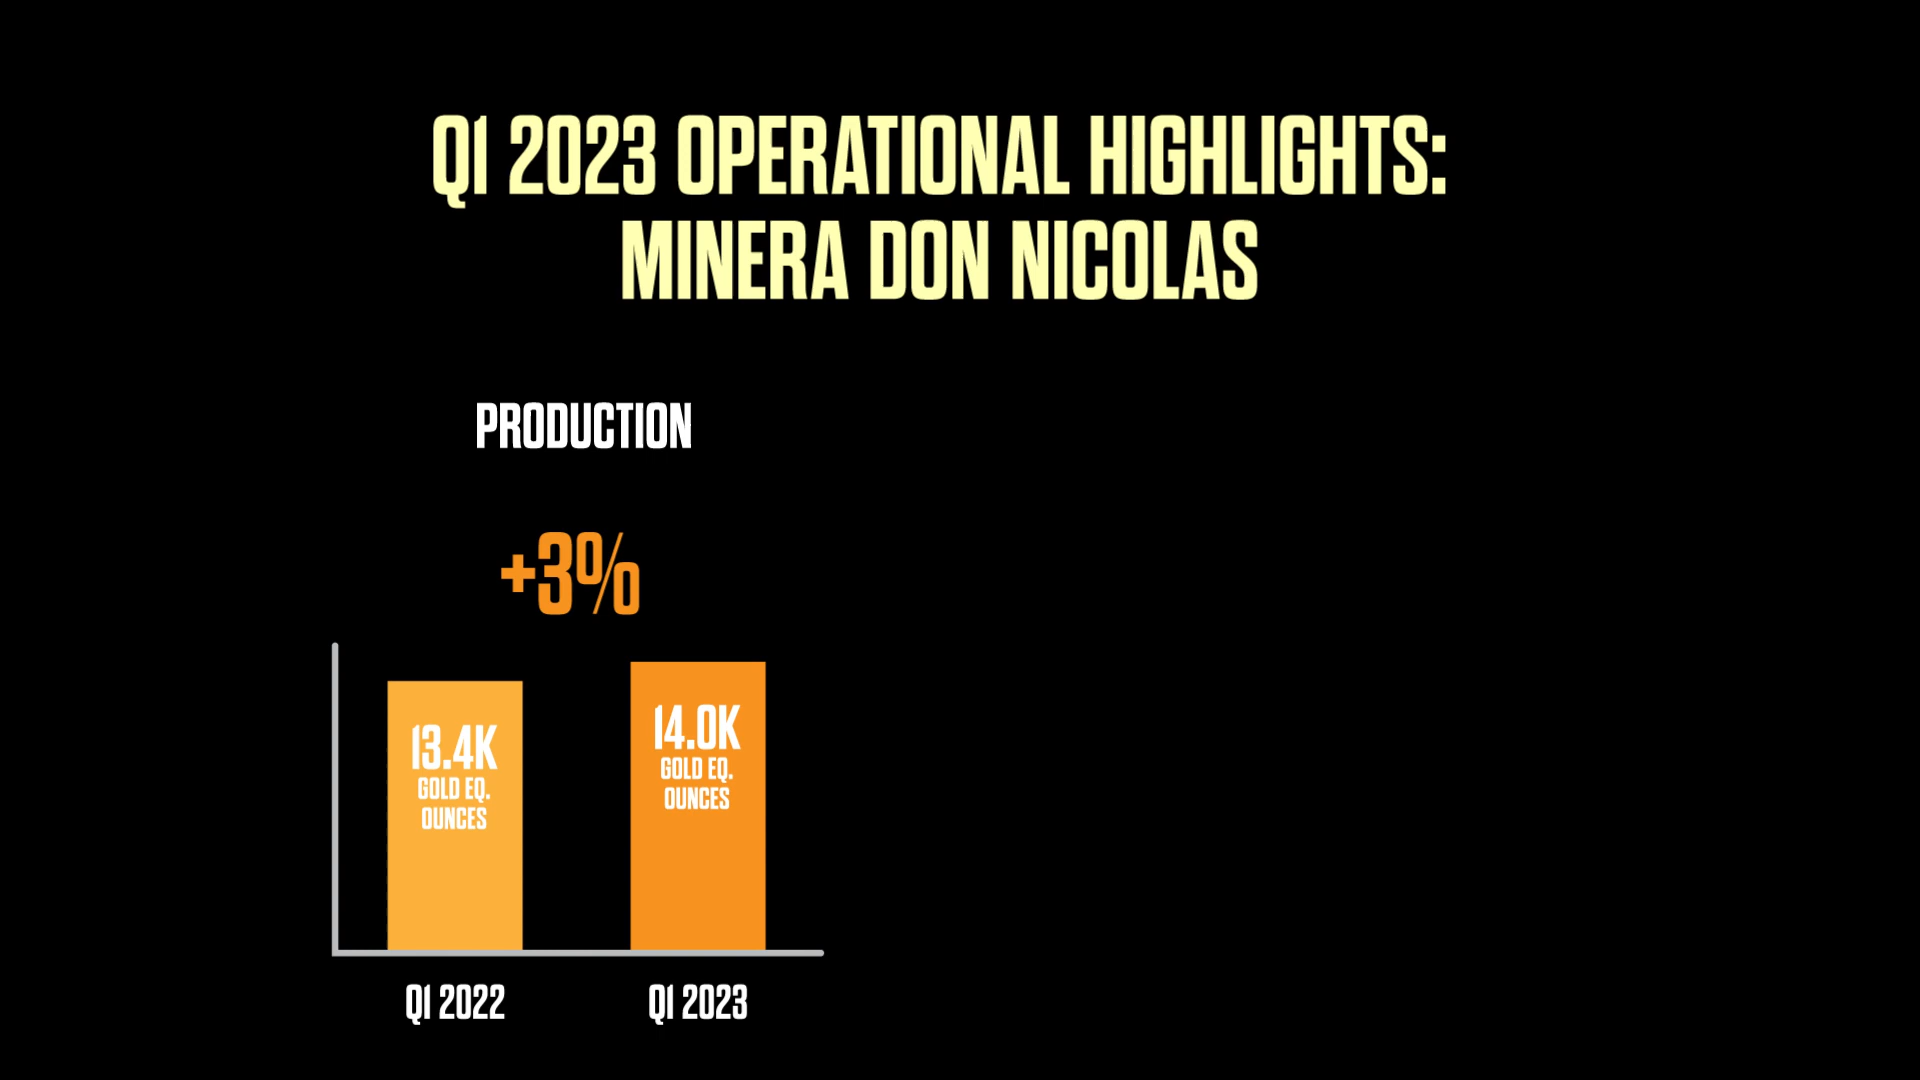 Q1 2023 OPERATIONAL HIGHLIGHTS:
MINERA DON NICOLAS
PRODUCTION
+3%
13.4K
GOLD EQ.
OUNCES
14.0K
GOLD EQ.
OUNCES
Q1 2022
Q1 2023